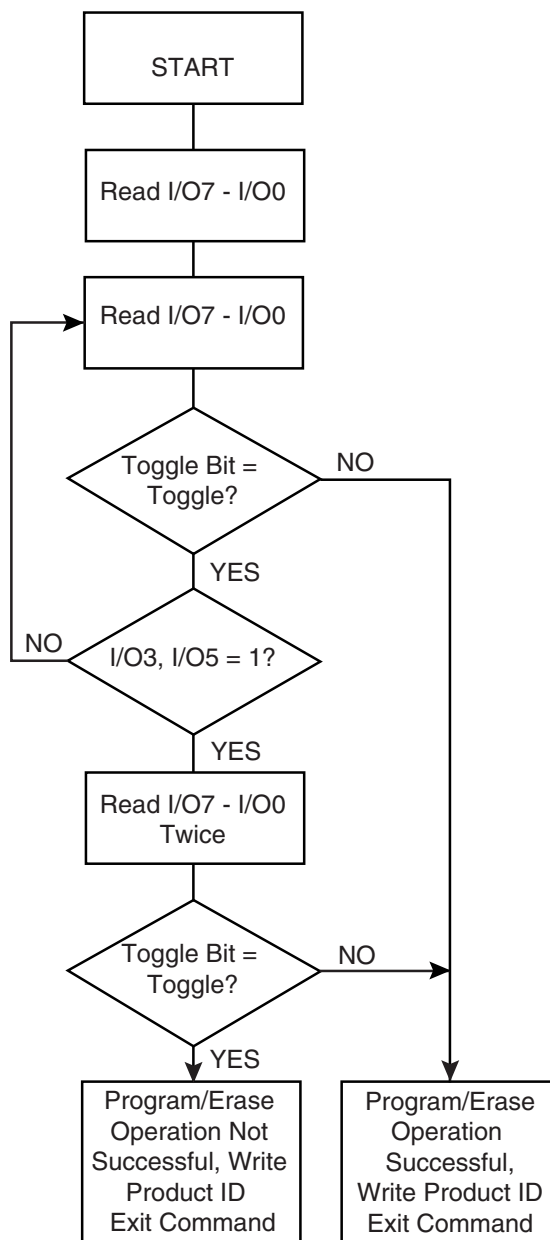 START
Read I/O7 - I/O0
Read I/O7 - I/O0
Toggle Bit =
Toggle?
NO
YES
NO
I/O3, I/O5 = 1?
YES
Read I/O7 - I/O0
Twice
Toggle Bit =
Toggle?
NO
YES
Program/Erase
Operation Not
Successful, Write
Product ID
Exit Command
Program/Erase
Operation
Successful,
Write Product ID
Exit Command